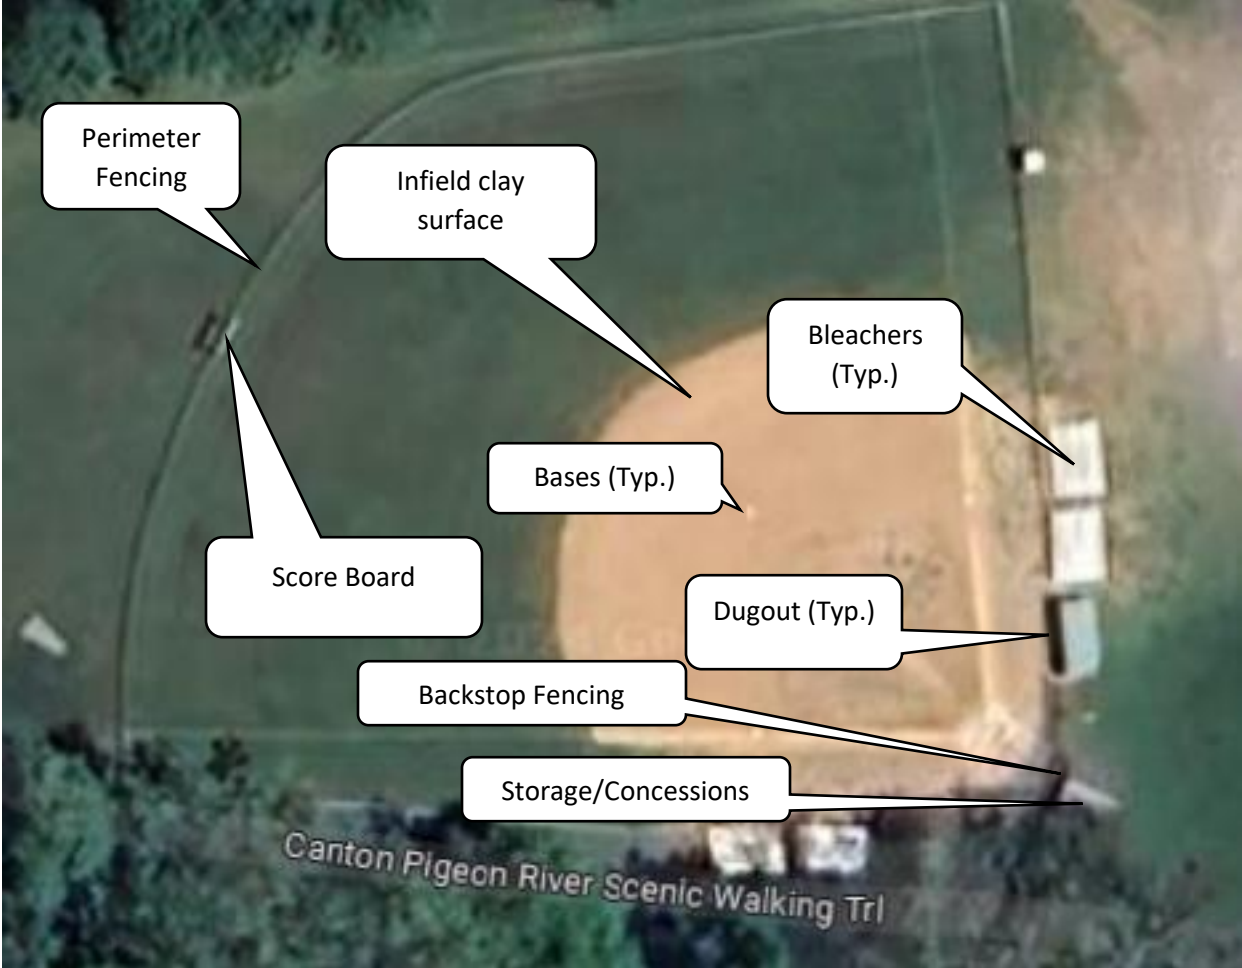 Perimeter
Fencing
Infield clay
surface
Bleachers
(Typ.)
Bases (Typ.)
Score Board
Dugout (Typ.)
Backstop Fencing
Storage/Concessions
Canton Pigeon River Scenic Walking Trl